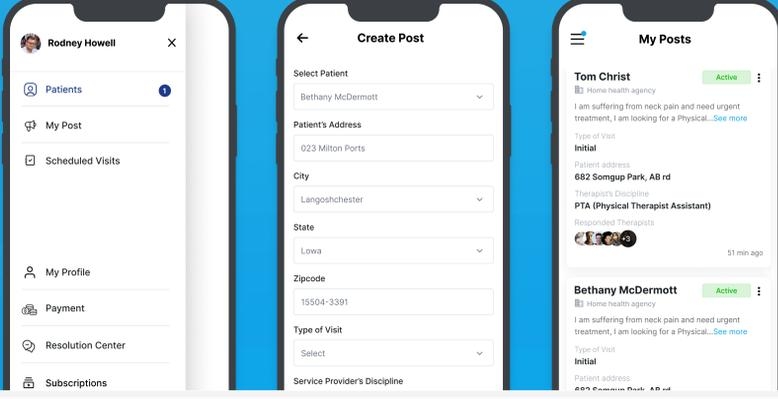 Rodney Howell
Patients
1
My Post
Scheduled Visits
My Profile
Payment
Resolution Center
Subscriptions
Create Post
Select Patient
Bethany McDermott
Patient's Address
023 Milton Ports
City
Langoshchester
State
Lowa
Zipcode
15504-3391
Type of Visit
Select
Service Provider's Discipline
My Posts
Tom Christ
Active
Home health agency
I am suffering from neck pain and need urgent
treatment, I am looking for a Physical...See more
Type of Visit
Initial
Patient address
682 Somgup Park, AB rd
Therapist's Discipline
PTA (Physical Therapist Assistant)
Responded Therapists
+3
51 min ago
Bethany McDermott
Active
Home health agency
I am suffering from neck pain and need urgent
treatment, I am looking for a Physical...See more
Type of Visit
Initial
Patient address
682 Somgup Park, AB rd